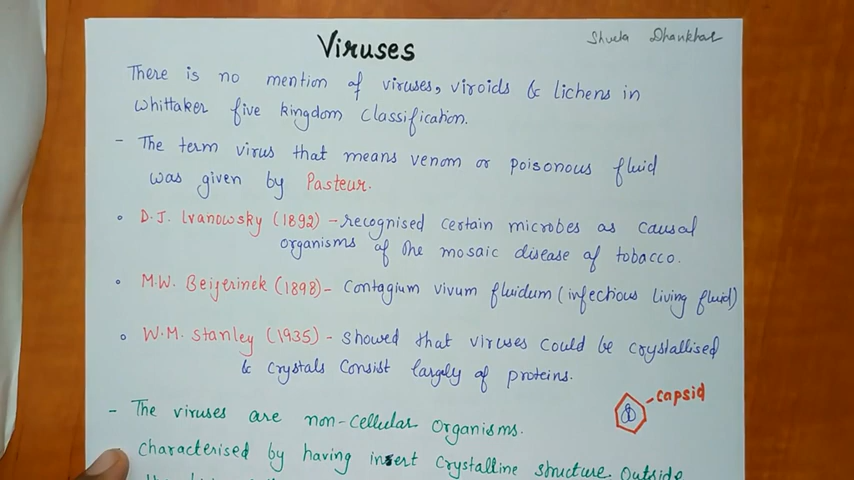 Viruses
Shweta Dhankhar
There is no mention of viruses, viroids & lichens in
whittaker five kingdom classification.
- The term virus that means venom or poisonous fluid
was given by Pasteur.
• D.J. Ivanowsky (1892) - recognised certain microbes as causal
organisms of the mosaic disease of tobacco.
• M.W. Beijerinek (1898) - Contagium vivum fluidum (infectious living fluid)
• W.M. Stanley (1935) - showed that viruses could be crystallised
& crystals consist largely of proteins.
capsid
- The viruses are non-cellular organisms.
characterised by having inert crystalline structure outside